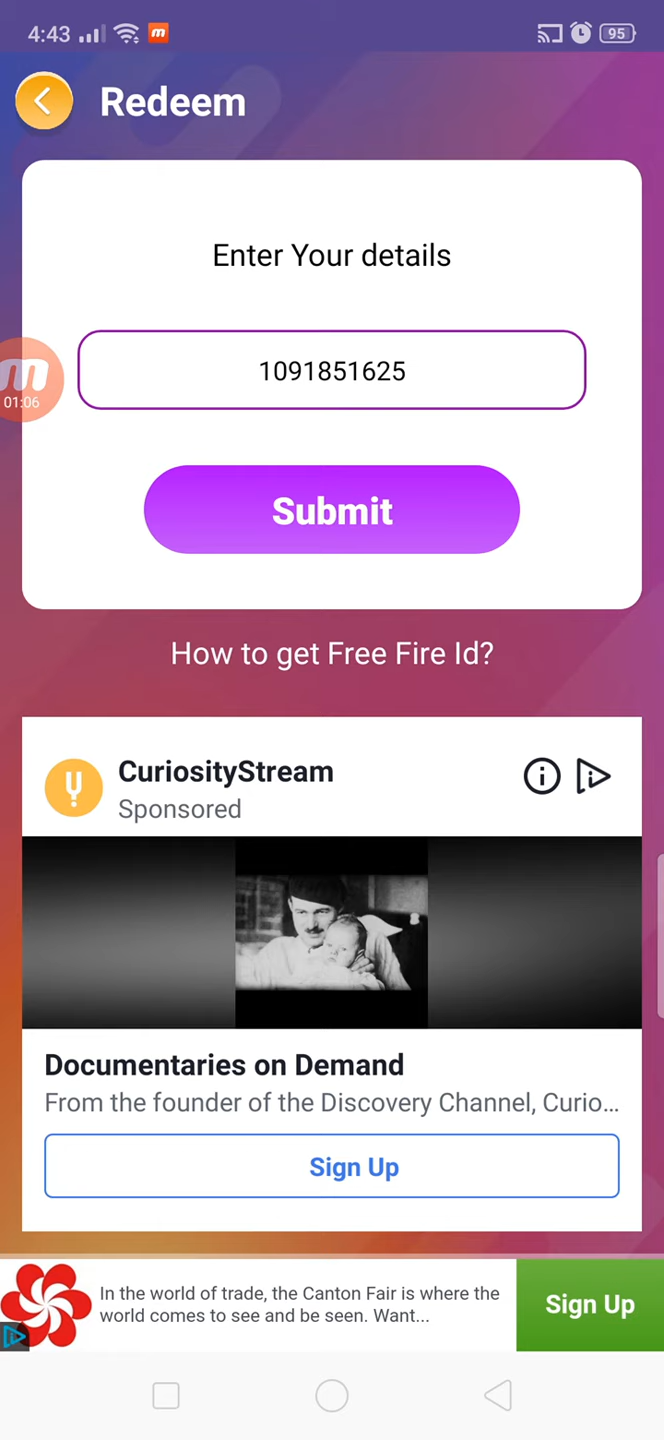 4:43
95
Redeem
Enter Your details
1091851625
01:06
Submit
How to get Free Fire Id?
CuriosityStream
Sponsored
Documentaries on Demand
From the founder of the Discovery Channel, Curio...
Sign Up
In the world of trade, the Canton Fair is where the
world comes to see and be seen. Want...
Sign Up